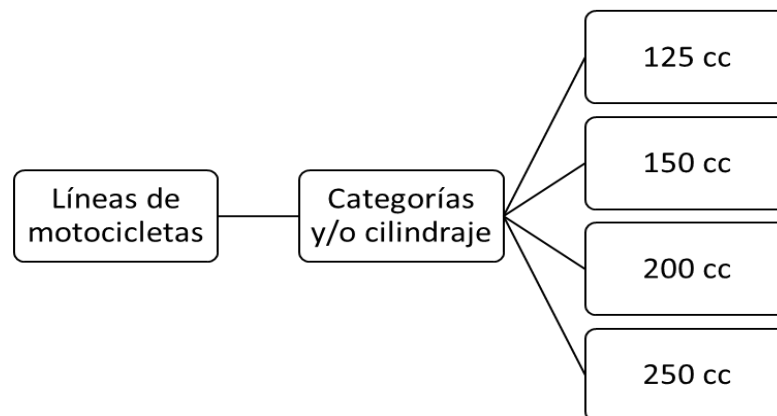 Líneas de
motocicletas
Categorías
y/o cilindraje
125 cc
150 cc
200 cc
250 cc